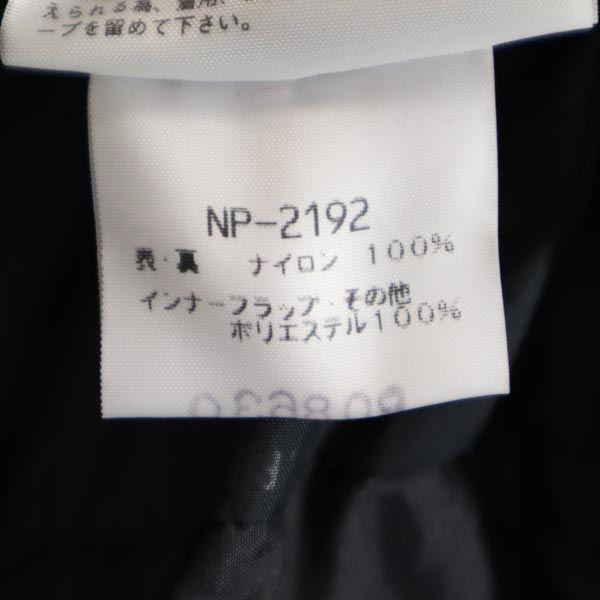 えられる為、着用、
ープを留めて下さい。
NP-2192
表・裏 ナイロン 100%
インナーフラップ・その他
ポリエステル100%